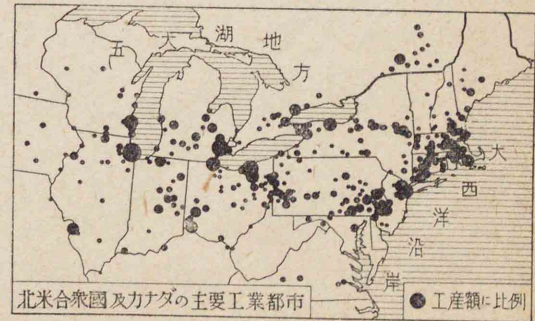 五大湖地方
大西洋沿岸
北米合衆國及カナダの主要工業都市
工産額に比例